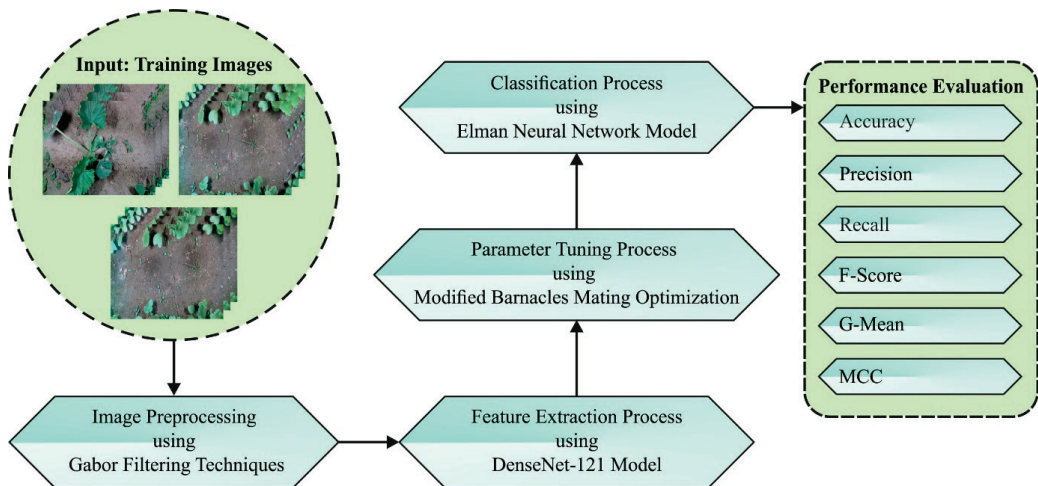 Input: Training Images
Image Preprocessing
using
Gabor Filtering Techniques
Feature Extraction Process
using
DenseNet-121 Model
Parameter Tuning Process
using
Modified Barnacles Mating Optimization
Classification Process
using
Elman Neural Network Model
Performance Evaluation
Accuracy
Precision
Recall
F-Score
G-Mean
MCC